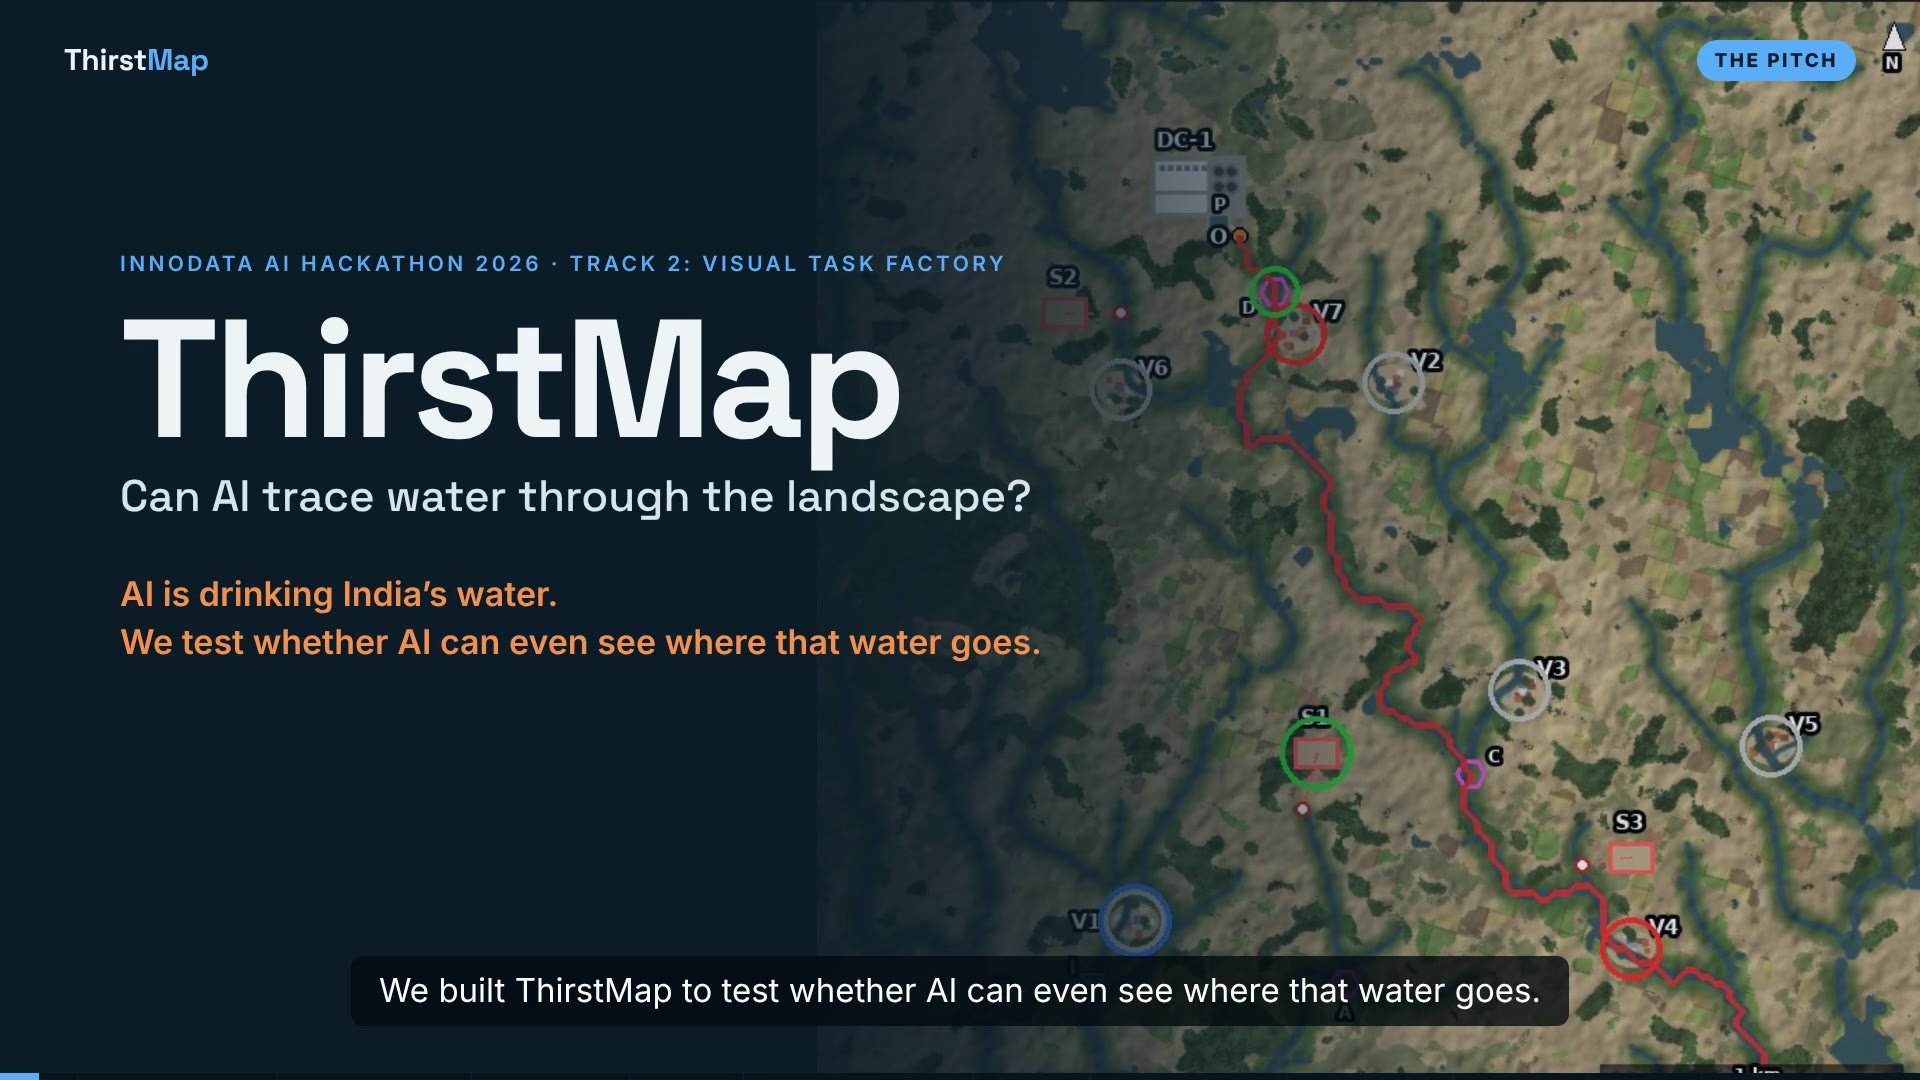 ThirstMap
THE PITCH
N
INNODATA AI HACKATHON 2026 · TRACK 2: VISUAL TASK FACTORY
ThirstMap
Can AI trace water through the landscape?
AI is drinking India’s water.
We test whether AI can even see where that water goes.
DC-1
P
O
S2
D
V7
V6
V2
S1
V3
V5
C
S3
V1
V4
We built ThirstMap to test whether AI can even see where that water goes.
A
1 km